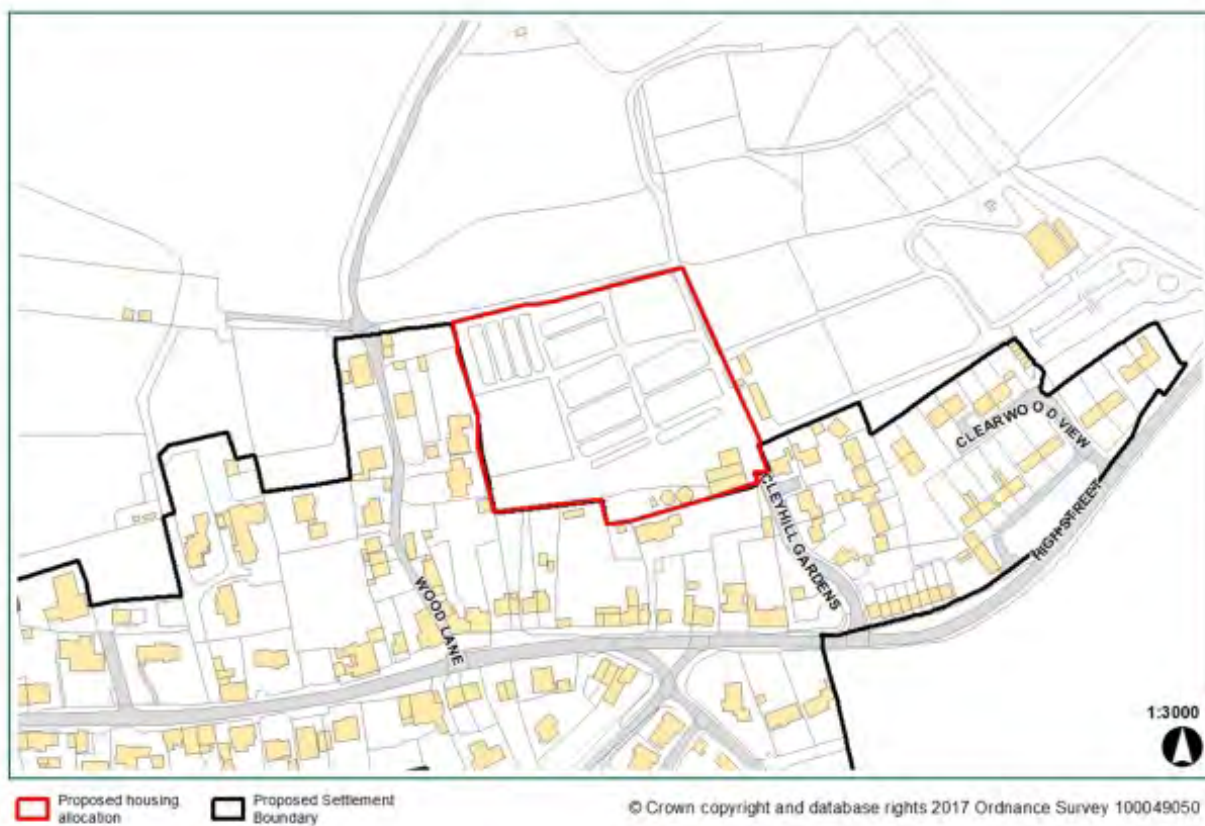 CLEARWOOD VIEW
CLEYHILL GARDENS
HIGH STREET
WOOD LANE
1:3000
Proposed housing
allocation
Proposed Settlement
Boundary
© Crown copyright and database rights 2017 Ordnance Survey 100049050